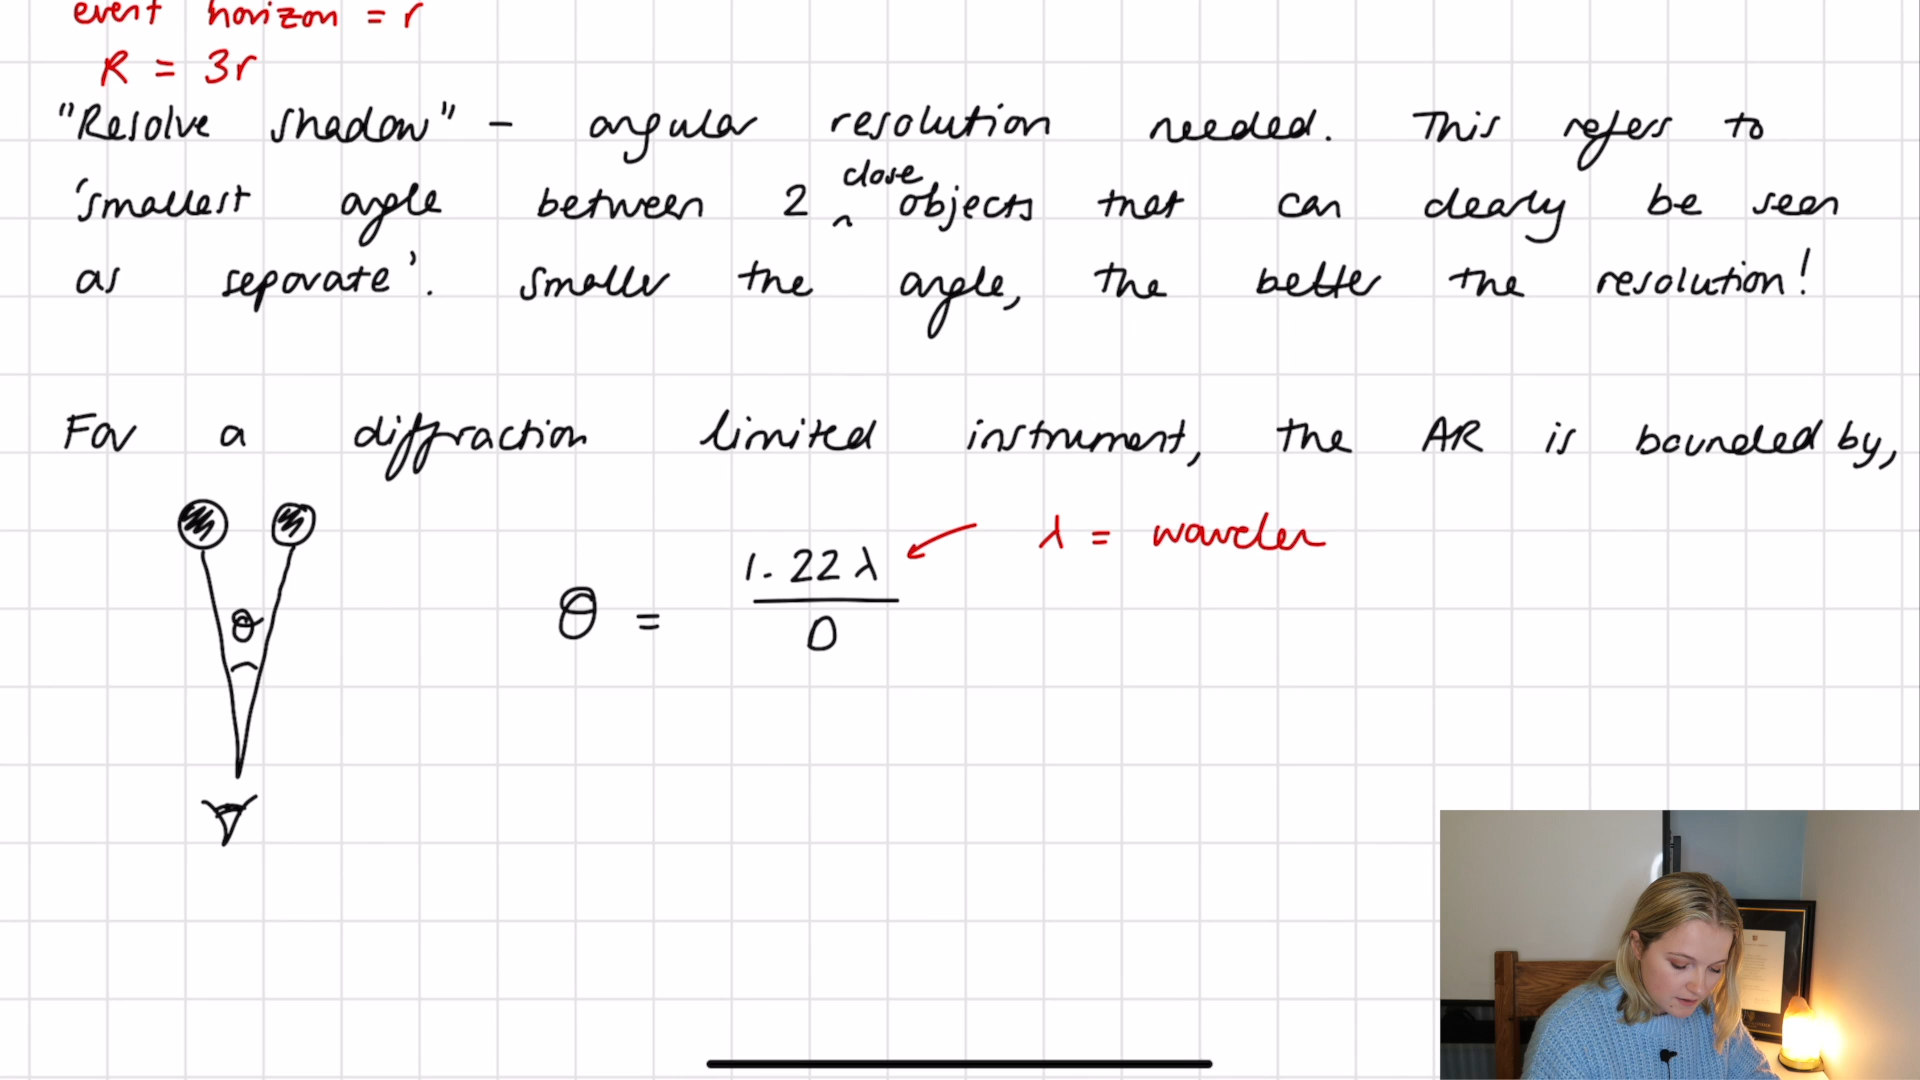 event horizon = r
R = 3r
"Resolve shadow" - angular resolution needed. This refers to
'smallest angle between 2 ^ close objects that can clearly be seen
as separate'. Smaller the angle, the better the resolution!
For a diffraction limited instrument, the AR is bounded by,
θ
θ = 1.22 λ / D
λ = wavelen